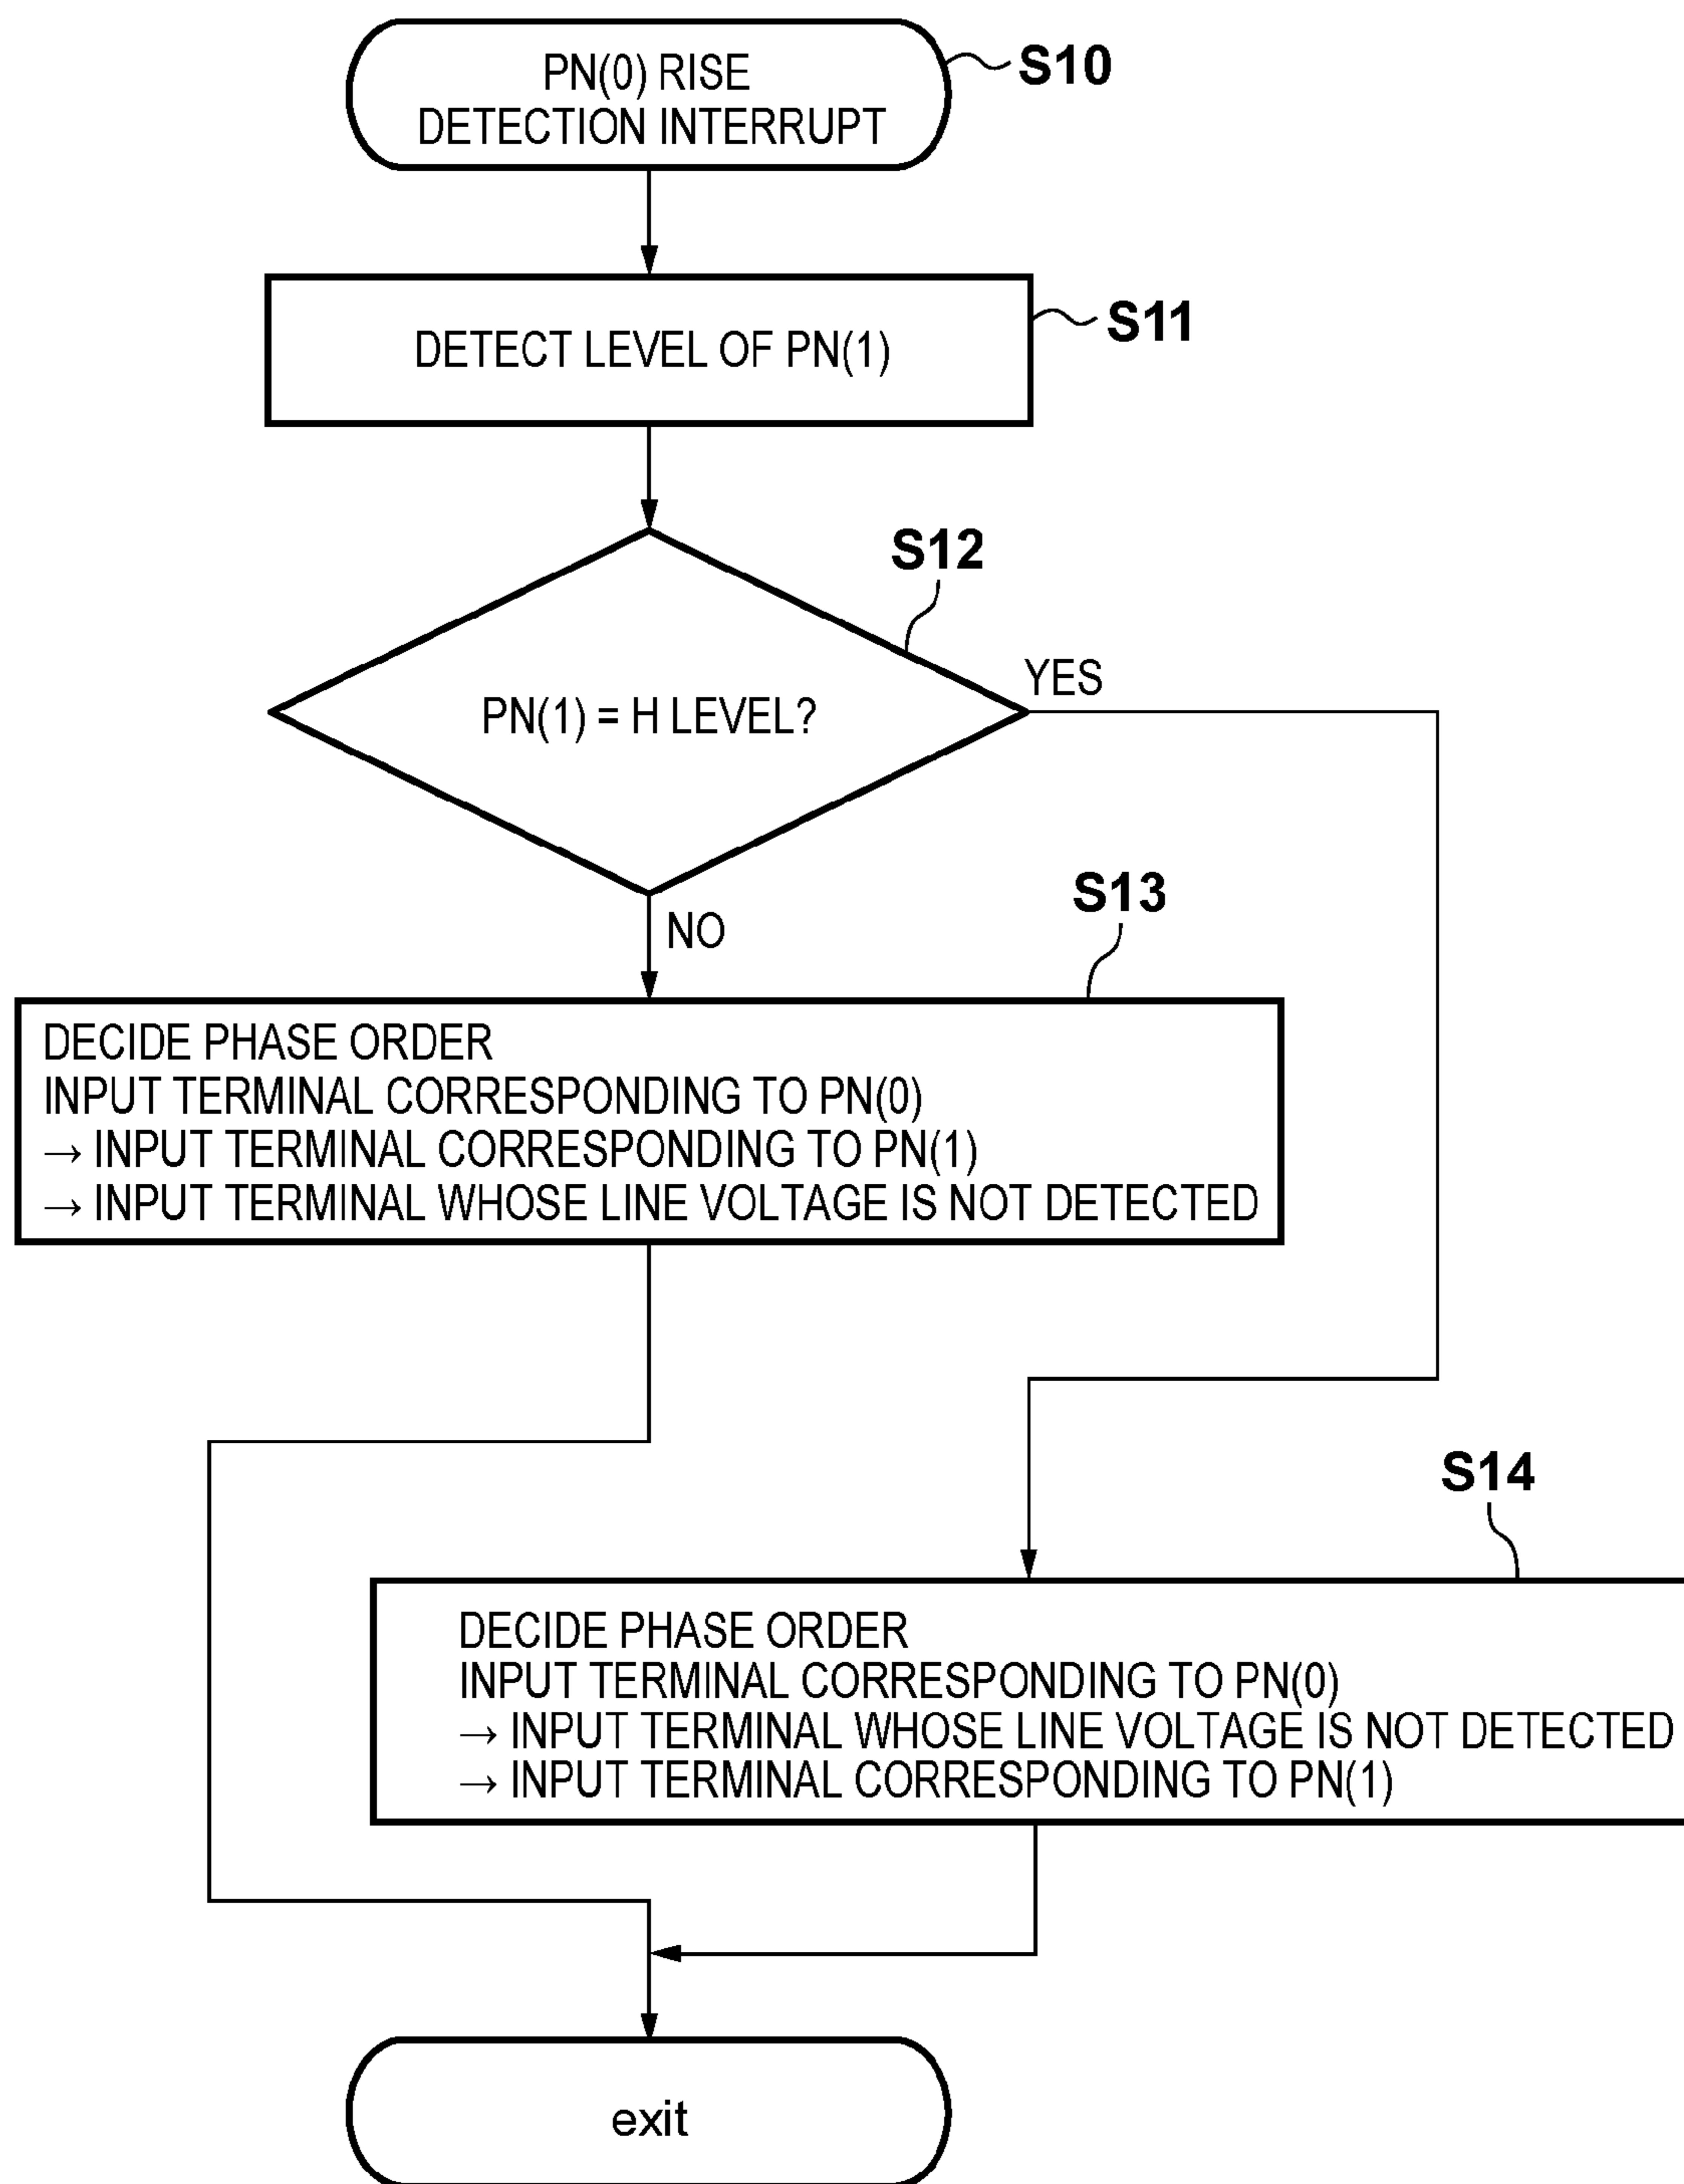 PN(0) RISE
DETECTION INTERRUPT
S10
DETECT LEVEL OF PN(1)
S11
S12
PN(1) = H LEVEL?
YES
NO
S13
DECIDE PHASE ORDER
INPUT TERMINAL CORRESPONDING TO PN(0)
→ INPUT TERMINAL CORRESPONDING TO PN(1)
→ INPUT TERMINAL WHOSE LINE VOLTAGE IS NOT DETECTED
S14
DECIDE PHASE ORDER
INPUT TERMINAL CORRESPONDING TO PN(0)
→ INPUT TERMINAL WHOSE LINE VOLTAGE IS NOT DETECTED
→ INPUT TERMINAL CORRESPONDING TO PN(1)
exit